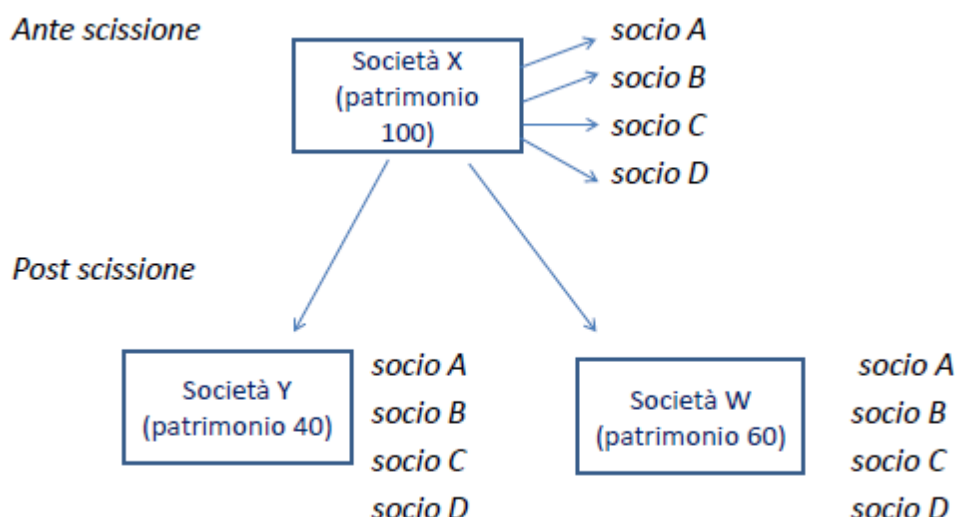 Ante scissione
Società X
(patrimonio
100)
socio A
socio B
socio C
socio D
Post scissione
Società Y
(patrimonio 40)
socio A
socio B
socio C
socio D
Società W
(patrimonio 60)
socio A
socio B
socio C
socio D